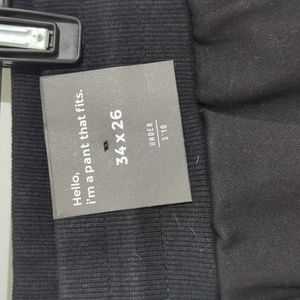 Hello,
i'm a pant that fits.
34 x 26
UNDER
5'10